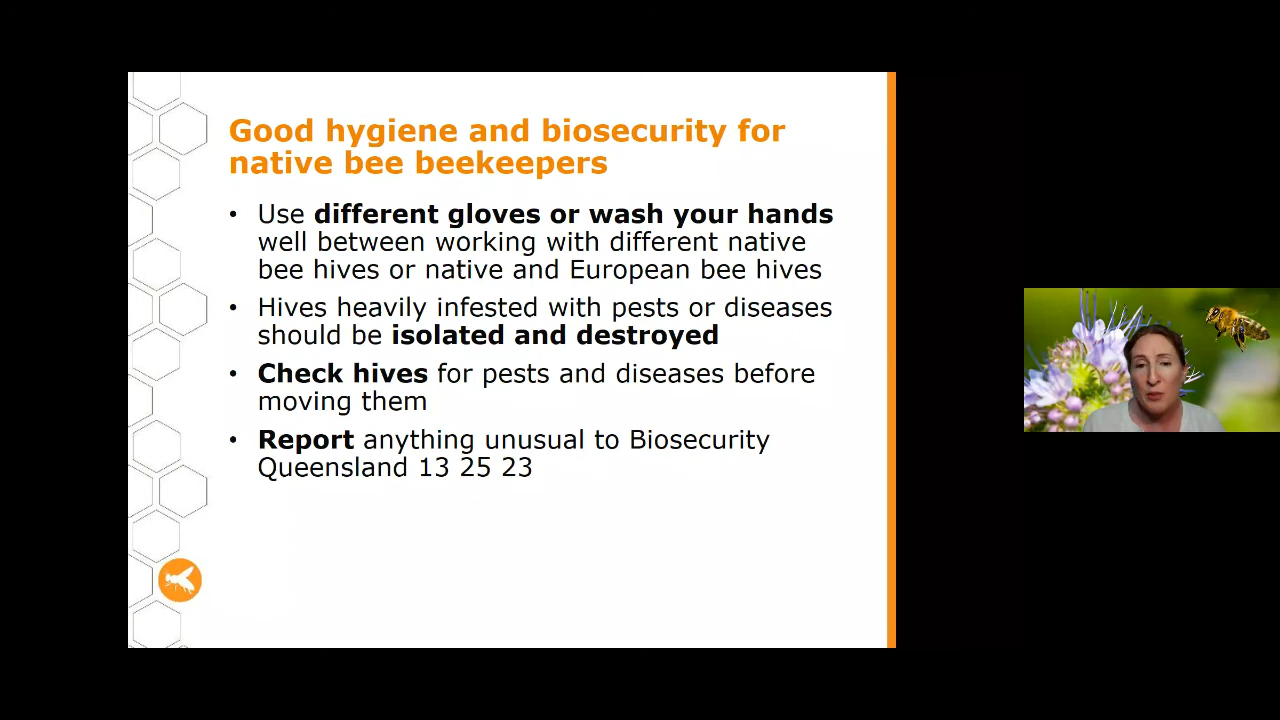 Good hygiene and biosecurity for
native bee beekeepers
• Use different gloves or wash your hands
well between working with different native
bee hives or native and European bee hives
• Hives heavily infested with pests or diseases
should be isolated and destroyed
• Check hives for pests and diseases before
moving them
• Report anything unusual to Biosecurity
Queensland 13 25 23